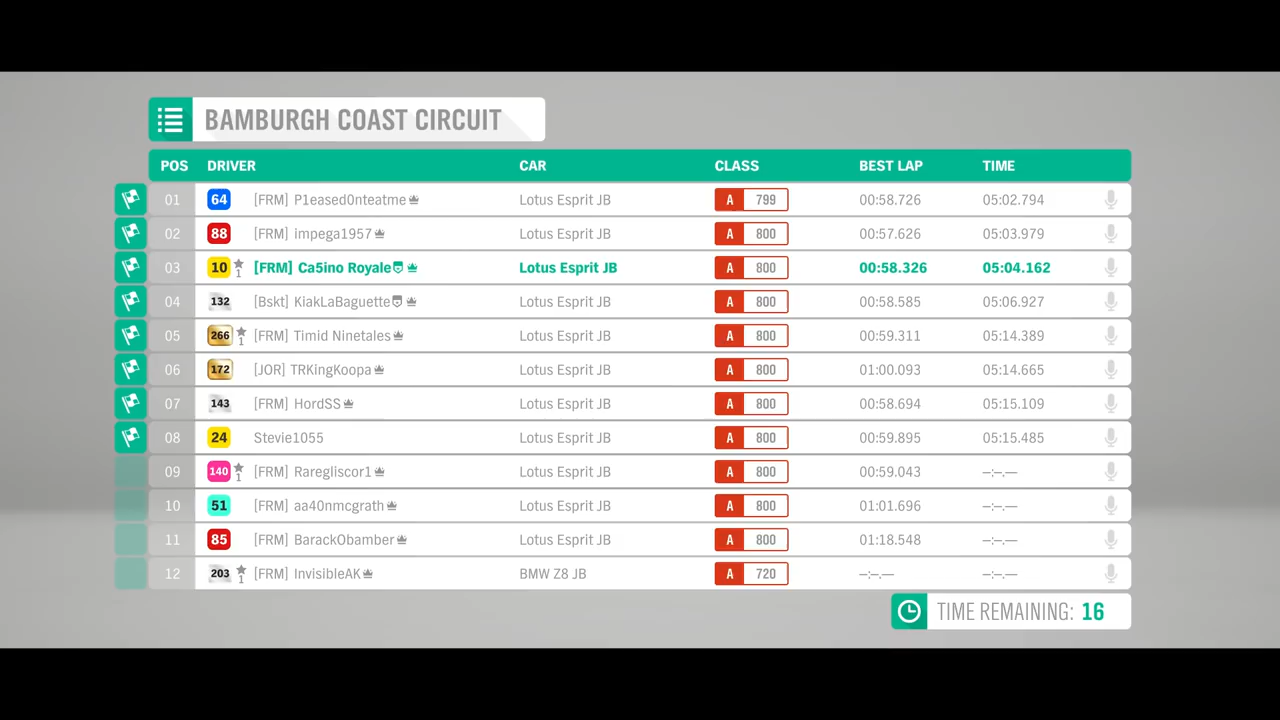 BAMBURGH COAST CIRCUIT
POS DRIVER CAR CLASS BEST LAP TIME
01 64 [FRM] P1eased0nteatme Lotus Esprit JB A 799 00:58.726 05:02.794
02 88 [FRM] impega1957 Lotus Esprit JB A 800 00:57.626 05:03.979
03 10 1 [FRM] Ca5ino Royale Lotus Esprit JB A 800 00:58.326 05:04.162
04 132 [Bskt] KiakLaBaguette Lotus Esprit JB A 800 00:58.585 05:06.927
05 266 1 [FRM] Timid Ninetales Lotus Esprit JB A 800 00:59.311 05:14.389
06 172 [JOR] TRKingKoopa Lotus Esprit JB A 800 01:00.093 05:14.665
07 143 [FRM] HordSS Lotus Esprit JB A 800 00:58.694 05:15.109
08 24 Stevie1055 Lotus Esprit JB A 800 00:59.895 05:15.485
09 140 1 [FRM] Raregliscor1 Lotus Esprit JB A 800 00:59.043 --:--.---
10 51 [FRM] aa40nmcgrath Lotus Esprit JB A 800 01:01.696 --:--.---
11 85 [FRM] BarackObamber Lotus Esprit JB A 800 01:18.548 --:--.---
12 203 1 [FRM] InvisibleAK BMW Z8 JB A 720 --:--.--- --:--.---
TIME REMAINING: 16